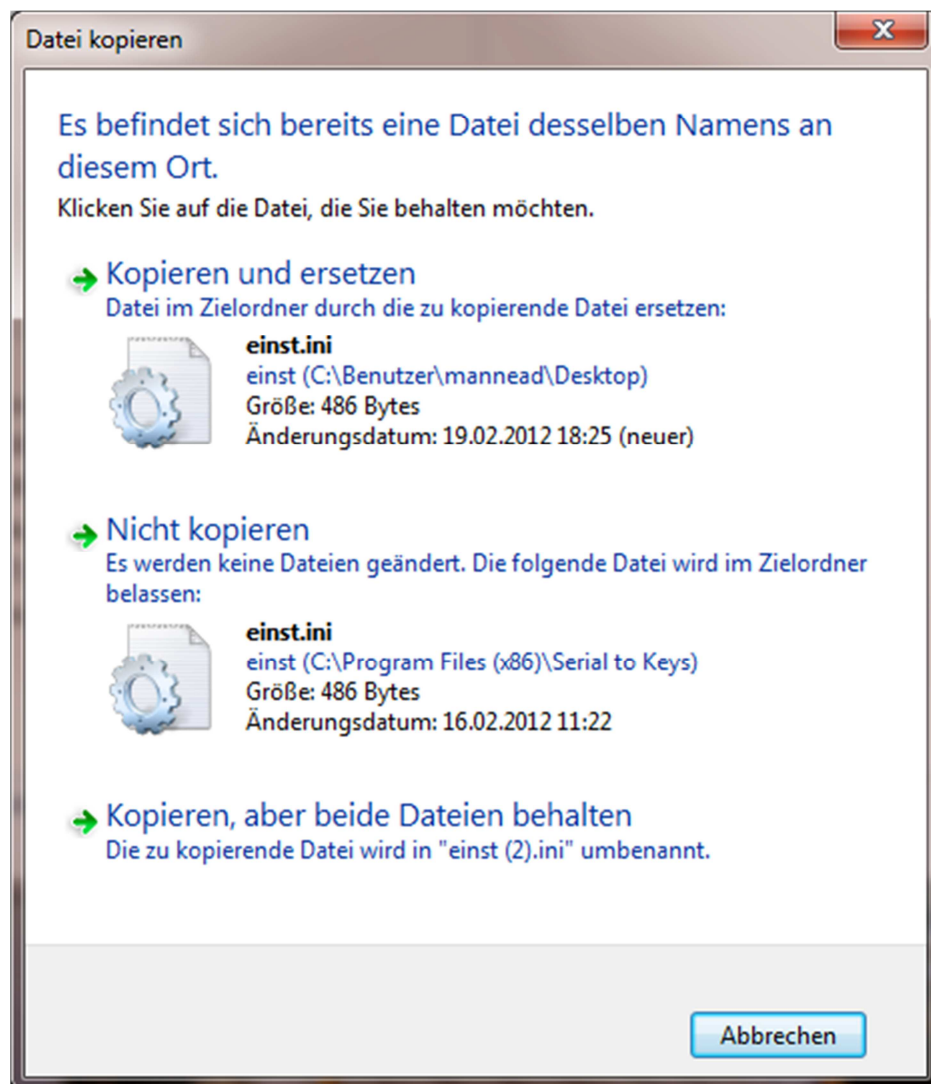 Datei kopieren
Es befindet sich bereits eine Datei desselben Namens an
diesem Ort.
Klicken Sie auf die Datei, die Sie behalten möchten.
Kopieren und ersetzen
Datei im Zielordner durch die zu kopierende Datei ersetzen:
einst.ini
einst (C:\Benutzer\mannead\Desktop)
Größe: 486 Bytes
Änderungsdatum: 19.02.2012 18:25 (neuer)
Nicht kopieren
Es werden keine Dateien geändert. Die folgende Datei wird im Zielordner
belassen:
einst.ini
einst (C:\Program Files (x86)\Serial to Keys)
Größe: 486 Bytes
Änderungsdatum: 16.02.2012 11:22
Kopieren, aber beide Dateien behalten
Die zu kopierende Datei wird in "einst (2).ini" umbenannt.
Abbrechen